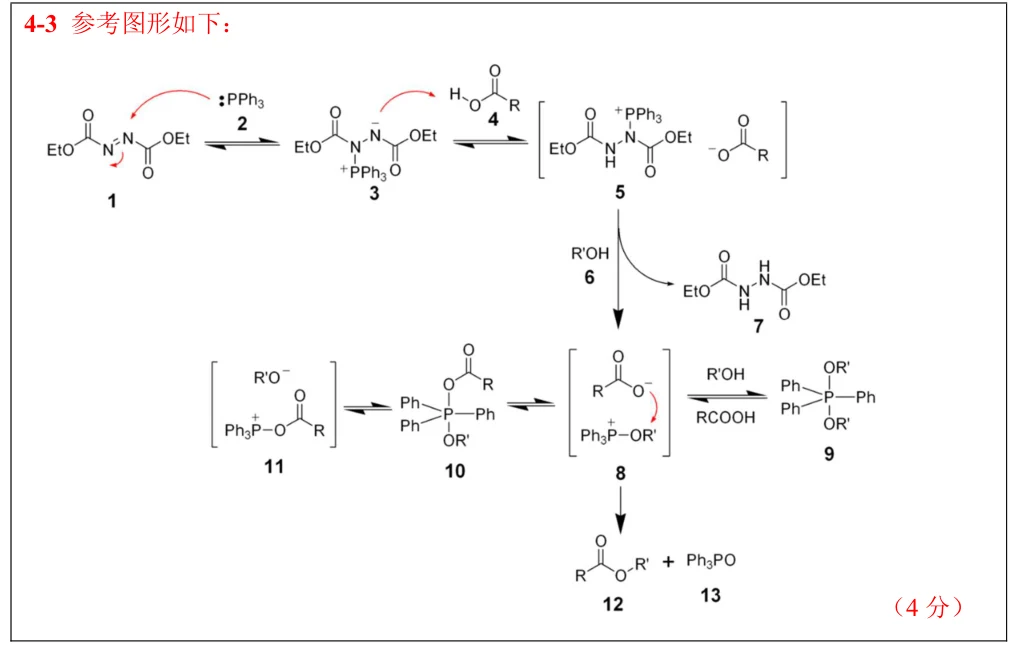 4-3 参考图形如下：
O
EtO
N
N
OEt
O
1
:PPh3
2
O
EtO
N
N
−
OEt
+
PPh3
O
3
O
H
O
R
4
O
EtO
N
H
N
+
PPh3
OEt
O
5
O
−O
R
R'OH
6
O
EtO
N
H
H
N
OEt
O
7
R'O−
O
+
Ph3P
O
R
11
O
O
R
Ph
Ph
P
Ph
OR'
10
O
R
O−
+
Ph3P
OR'
8
R'OH
RCOOH
OR'
Ph
Ph
P
Ph
OR'
9
O
R
O
R'
12
+
Ph3PO
13
（4 分）